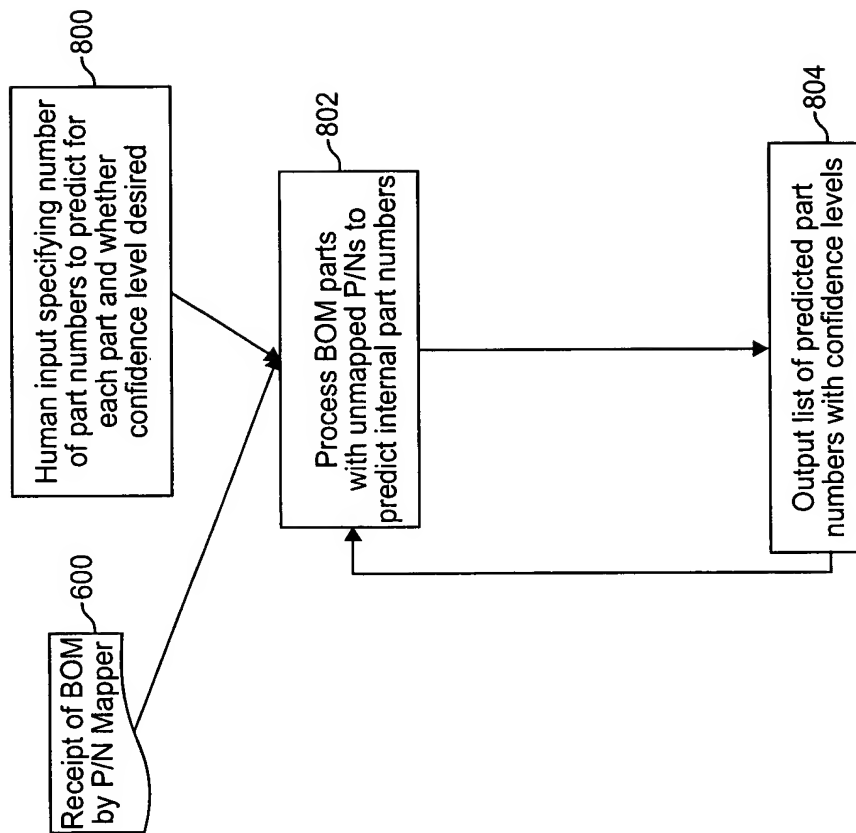 600
Receipt of BOM
by P/N Mapper
800
Human input specifying number
of part numbers to predict for
each part and whether
confidence level desired
802
Process BOM parts
with unmapped P/Ns to
predict internal part numbers
804
Output list of predicted part
numbers with confidence levels